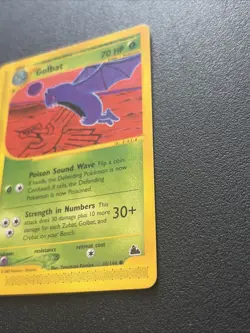 Golbat 70 HP
Poison Sound Wave Flip a coin.
If heads, the Defending Pokémon is now
Confused; if tails, the Defending
Pokémon is now Poisoned.
Strength in Numbers This
attack does 30 damage plus 10 more 30+
for each Zubat, Golbat, and
Crobat on your Bench.
weakness resistance retreat cost